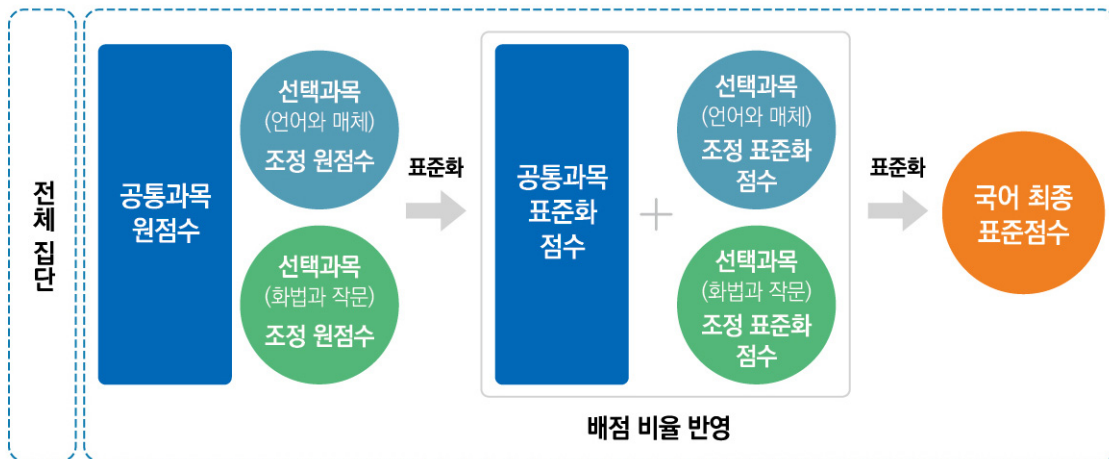 전체 집단
공통과목
원점수
선택과목
(언어와 매체)
조정 원점수
선택과목
(화법과 작문)
조정 원점수
표준화
공통과목
표준화
점수
+
선택과목
(언어와 매체)
조정 표준화
점수
선택과목
(화법과 작문)
조정 표준화
점수
배점 비율 반영
표준화
국어 최종
표준점수